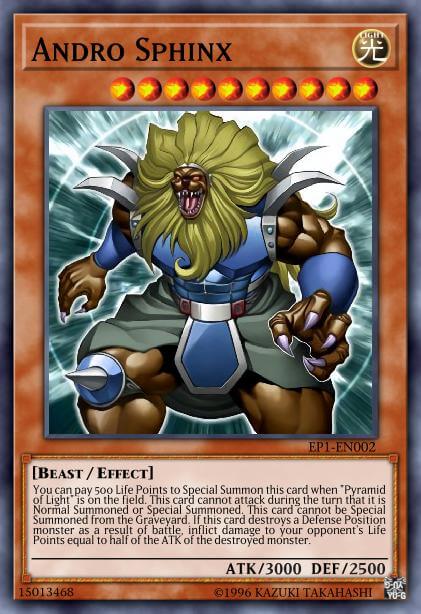 ANDRO SPHINX
LIGHT
光
EP1-EN002
[BEAST / EFFECT]
You can pay 500 Life Points to Special Summon this card when "Pyramid
of Light" is on the field. This card cannot attack during the turn that it is
Normal Summoned or Special Summoned. This card cannot be Special
Summoned from the Graveyard. If this card destroys a Defense Position
monster as a result of battle, inflict damage to your opponent's Life
Points equal to half of the ATK of the destroyed monster.
ATK/3000 DEF/2500
15013468
©1996 KAZUKI TAKAHASHI